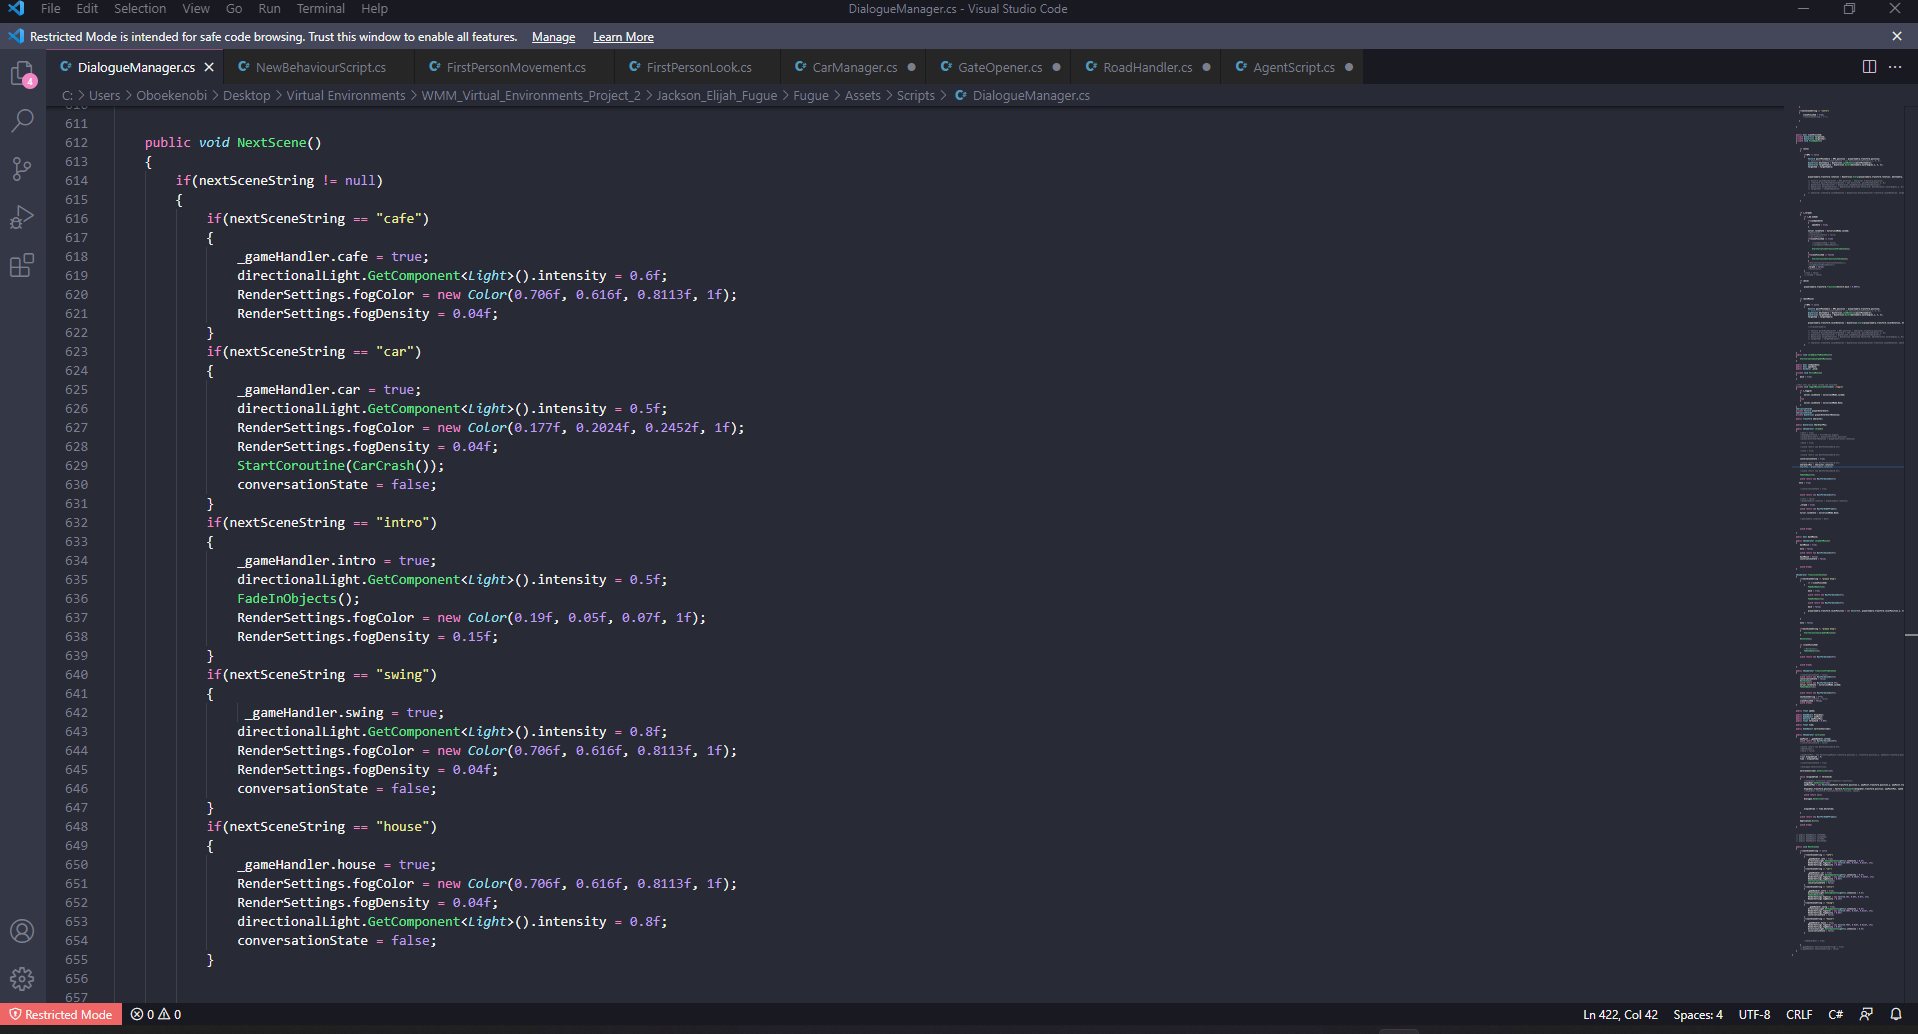 File Edit Selection View Go Run Terminal Help DialogueManager.cs - Visual Studio Code
Restricted Mode is intended for safe code browsing. Trust this window to enable all features. Manage Learn More
DialogueManager.cs NewBehaviourScript.cs FirstPersonMovement.cs FirstPersonLook.cs CarManager.cs GateOpener.cs RoadHandler.cs AgentScript.cs
4
C: > Users > Oboekenobi > Desktop > Virtual Environments > WMM_Virtual_Environments_Project_2 > Jackson_Elijah_Fugue > Fugue > Assets > Scripts > DialogueManager.cs
610
611
612 public void NextScene()
613 {
614 if(nextSceneString != null)
615 {
616 if(nextSceneString == "cafe")
617 {
618 _gameHandler.cafe = true;
619 directionalLight.GetComponent<Light>().intensity = 0.6f;
620 RenderSettings.fogColor = new Color(0.706f, 0.616f, 0.8113f, 1f);
621 RenderSettings.fogDensity = 0.04f;
622 }
623 if(nextSceneString == "car")
624 {
625 _gameHandler.car = true;
626 directionalLight.GetComponent<Light>().intensity = 0.5f;
627 RenderSettings.fogColor = new Color(0.177f, 0.2024f, 0.2452f, 1f);
628 RenderSettings.fogDensity = 0.04f;
629 StartCoroutine(CarCrash());
630 conversationState = false;
631 }
632 if(nextSceneString == "intro")
633 {
634 _gameHandler.intro = true;
635 directionalLight.GetComponent<Light>().intensity = 0.5f;
636 FadeInObjects();
637 RenderSettings.fogColor = new Color(0.19f, 0.05f, 0.07f, 1f);
638 RenderSettings.fogDensity = 0.15f;
639 }
640 if(nextSceneString == "swing")
641 {
642 _gameHandler.swing = true;
643 directionalLight.GetComponent<Light>().intensity = 0.8f;
644 RenderSettings.fogColor = new Color(0.706f, 0.616f, 0.8113f, 1f);
645 RenderSettings.fogDensity = 0.04f;
646 conversationState = false;
647 }
648 if(nextSceneString == "house")
649 {
650 _gameHandler.house = true;
651 RenderSettings.fogColor = new Color(0.706f, 0.616f, 0.8113f, 1f);
652 RenderSettings.fogDensity = 0.04f;
653 directionalLight.GetComponent<Light>().intensity = 0.8f;
654 conversationState = false;
655 }
656
657
Restricted Mode 0 0 Ln 422, Col 42 Spaces: 4 UTF-8 CRLF C#